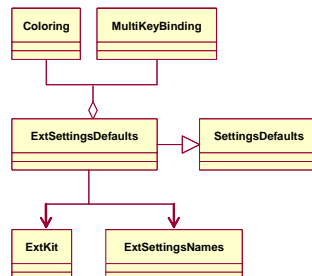 Coloring
MultiKeyBinding
ExtSettingsDefaults
SettingsDefaults
ExtKit
ExtSettingsNames